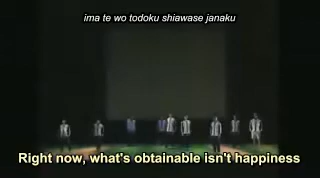 ima te wo todoku shiawase janaku
Right now, what's obtainable isn't happiness